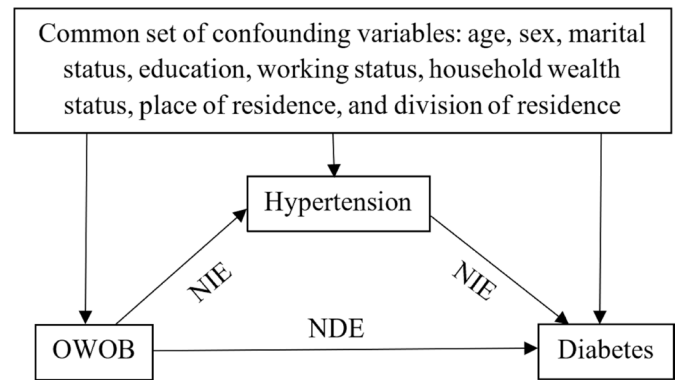 Common set of confounding variables: age, sex, marital
status, education, working status, household wealth
status, place of residence, and division of residence
Hypertension
NIE
NIE
NDE
OWOB
Diabetes